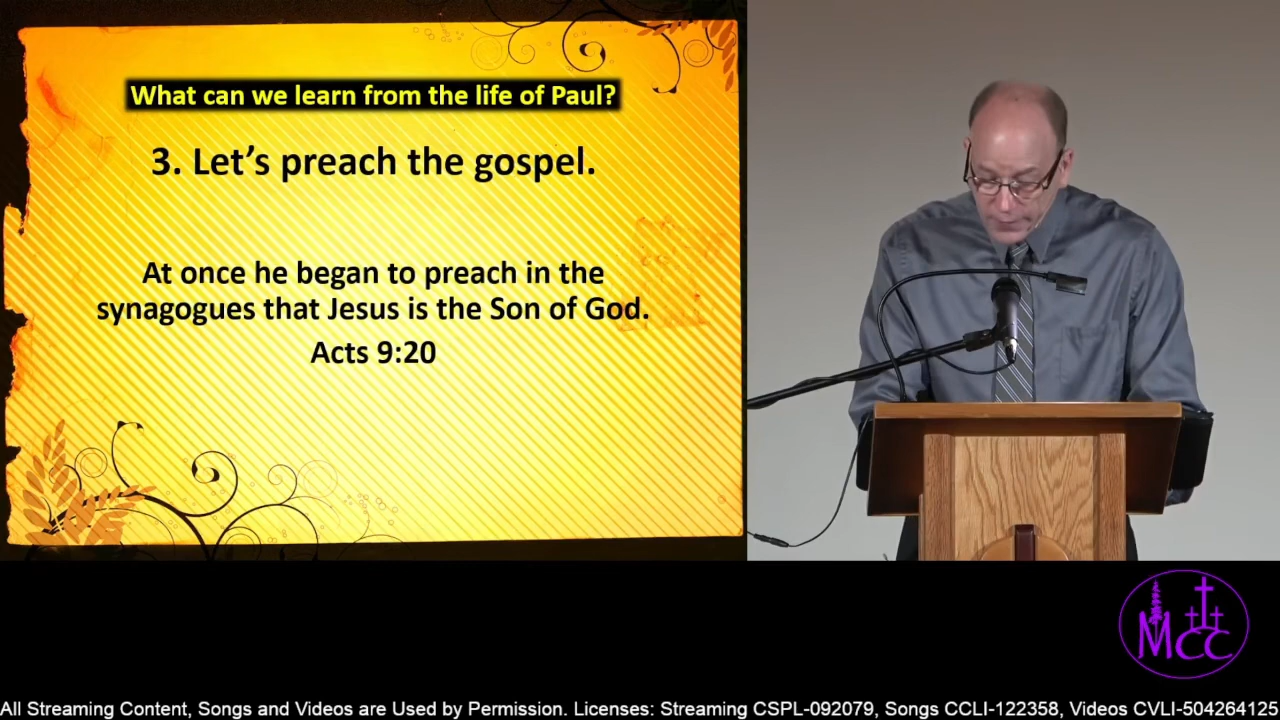 What can we learn from the life of Paul?
3. Let's preach the gospel.
At once he began to preach in the
synagogues that Jesus is the Son of God.
Acts 9:20
MCC
All Streaming Content, Songs and Videos are Used by Permission. Licenses: Streaming CSPL-092079, Songs CCLI-122358, Videos CVLI-504264125